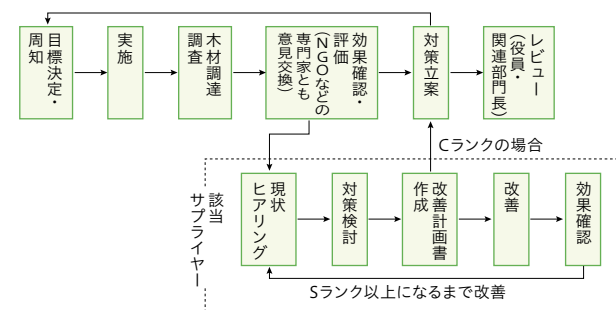 目標決定・
周知
実施
木材調達
調査
効果確認・
評価
(NGOなどの
専門家とも
意見交換)
対策立案
レビュー
(役員・
関連部門長)
Cランクの場合
該当
サプライヤー
現状
ヒアリング
対策検討
改善計画書
作成
改善
効果確認
Sランク以上になるまで改善